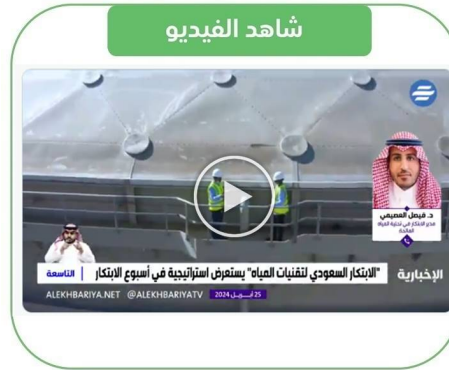 شاهد الفيديو
د. فيصل العصيمي
مدير الابتكار في تحلية المياه
المالحة
الإخبارية
"الابتكار السعودي لتقنيات المياه" يستعرض استراتيجية في أسبوع الابتكار | التاسعة
ALEKHBARIYA.NET @ALEKHBARIYATV 25 أبــريــل 2024